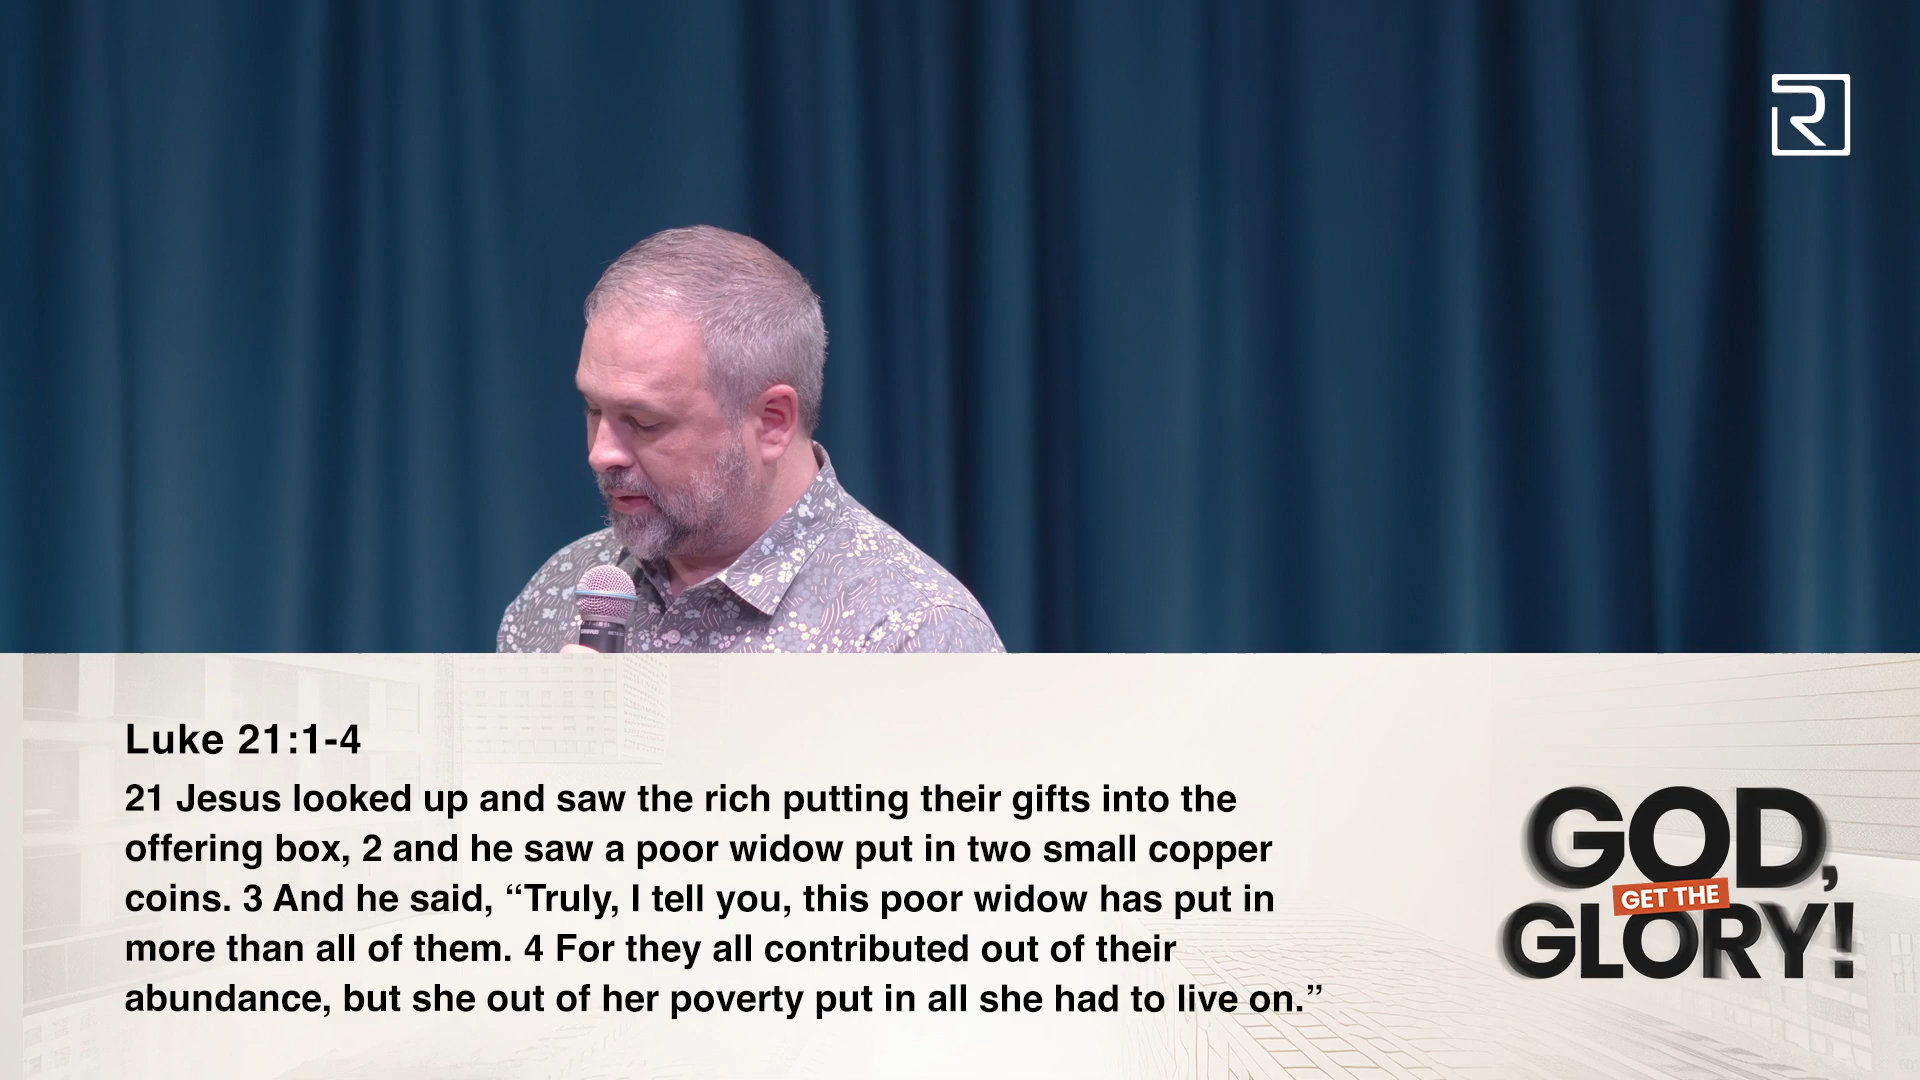 R
Luke 21:1-4
21 Jesus looked up and saw the rich putting their gifts into the
offering box, 2 and he saw a poor widow put in two small copper
coins. 3 And he said, “Truly, I tell you, this poor widow has put in
more than all of them. 4 For they all contributed out of their
abundance, but she out of her poverty put in all she had to live on.”
GOD,
GET THE
GLORY!